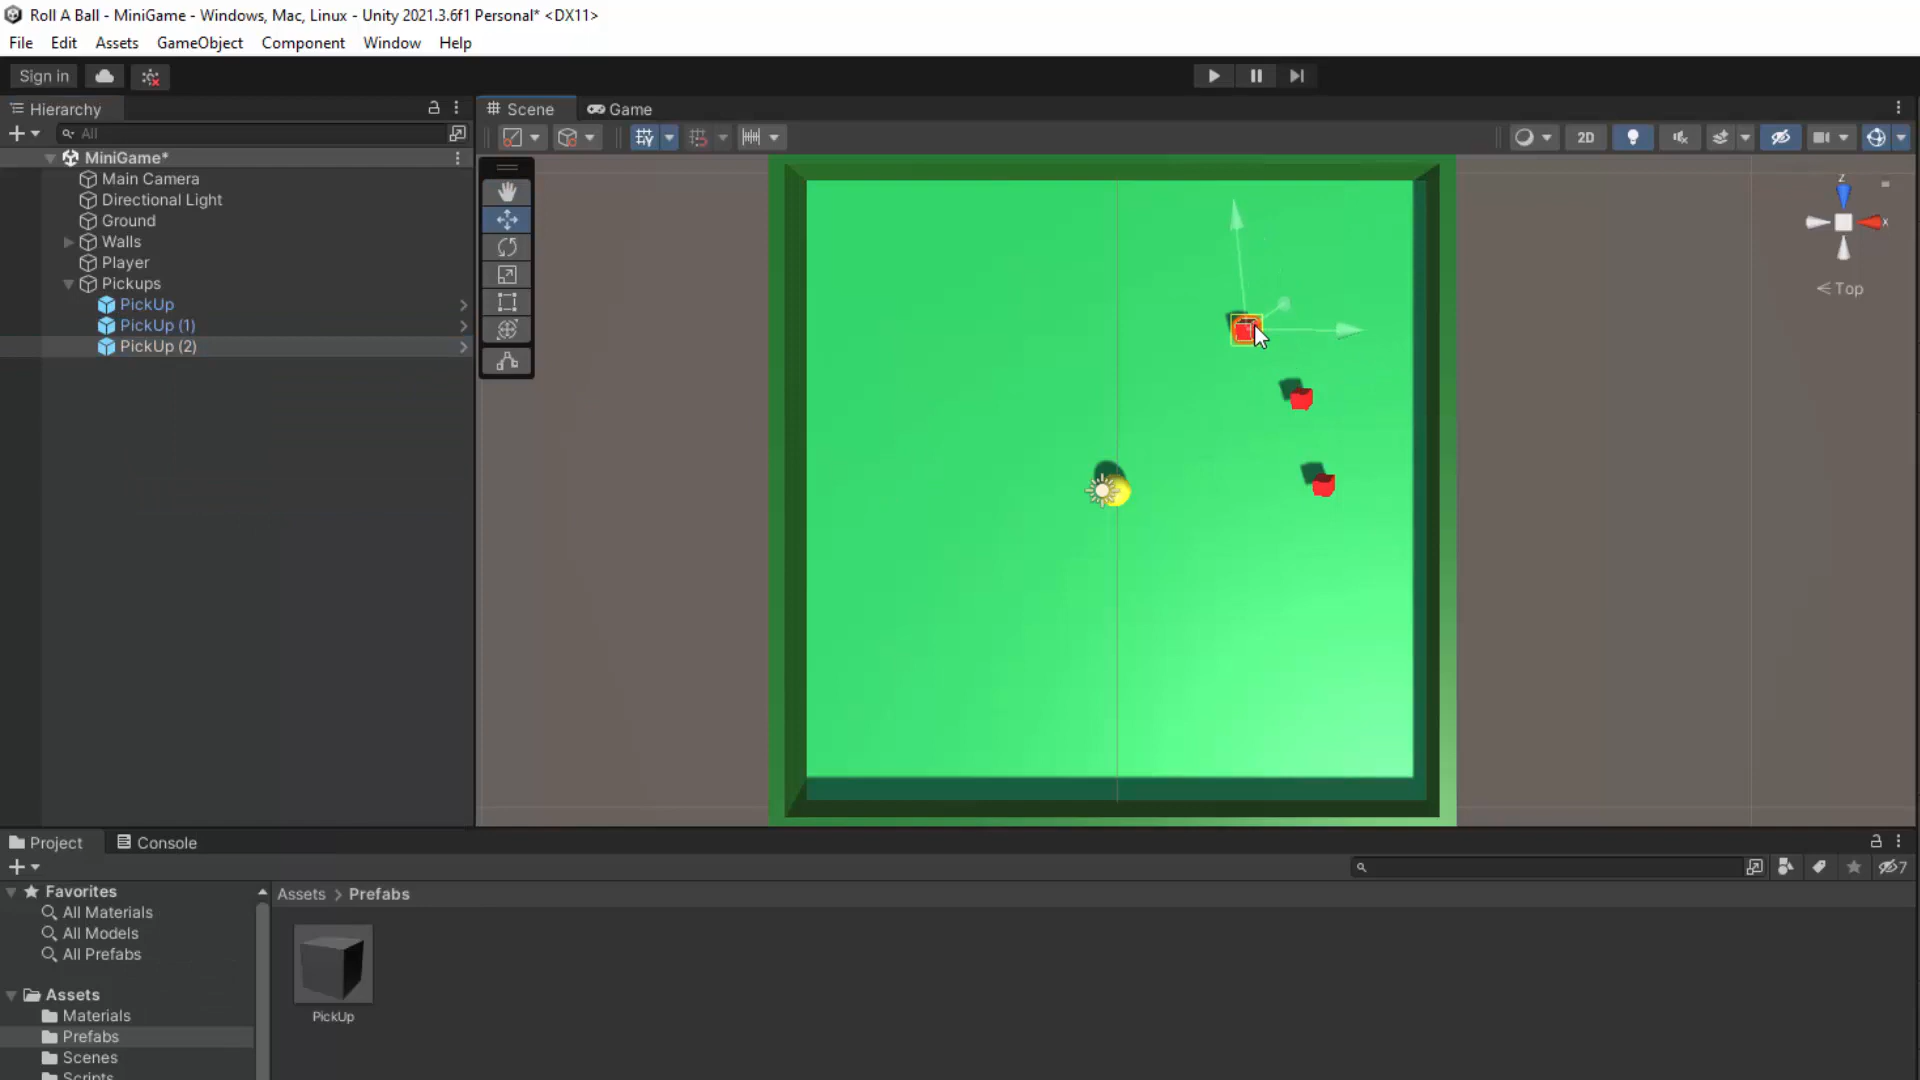 Roll A Ball - MiniGame - Windows, Mac, Linux - Unity 2021.3.6f1 Personal* <DX11>
File Edit Assets GameObject Component Window Help
Sign in
Hierarchy
Scene
Game
All
2D
MiniGame*
Main Camera
Directional Light
Ground
Walls
Player
Pickups
PickUp
PickUp (1)
PickUp (2)
Z
X
Top
Project
Console
7
Favorites
All Materials
All Models
All Prefabs
Assets
Materials
Prefabs
Scenes
Scripts
Assets > Prefabs
PickUp